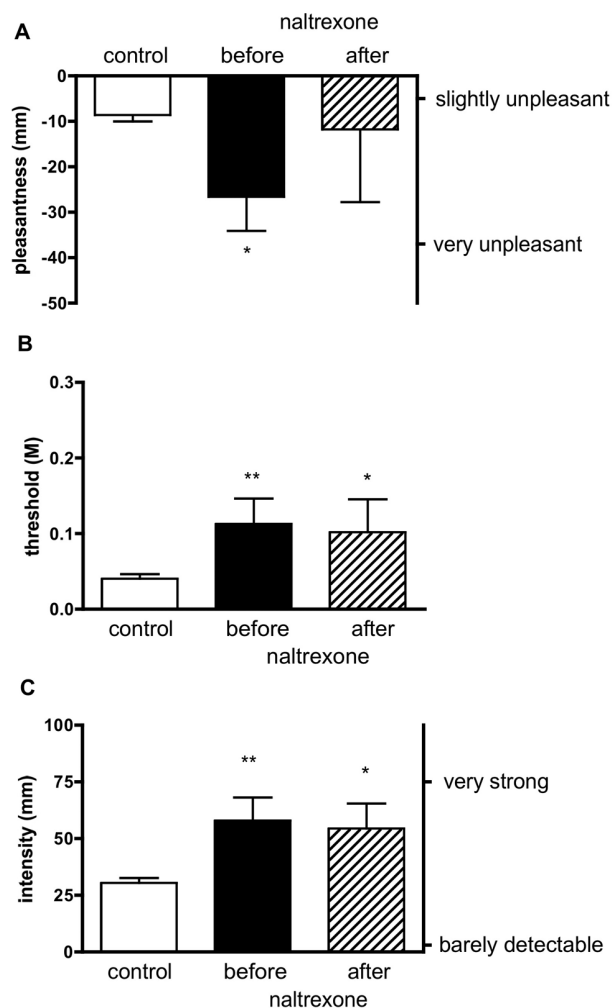 A
naltrexone
control before after
0
-10
-20
-30
-40
-50
pleasantness (mm)
slightly unpleasant
very unpleasant
*
B
0.3
0.2
0.1
0.0
threshold (M)
** *
control before after
naltrexone
C
100
75
50
25
0
intensity (mm)
** *
very strong
barely detectable
control before after
naltrexone